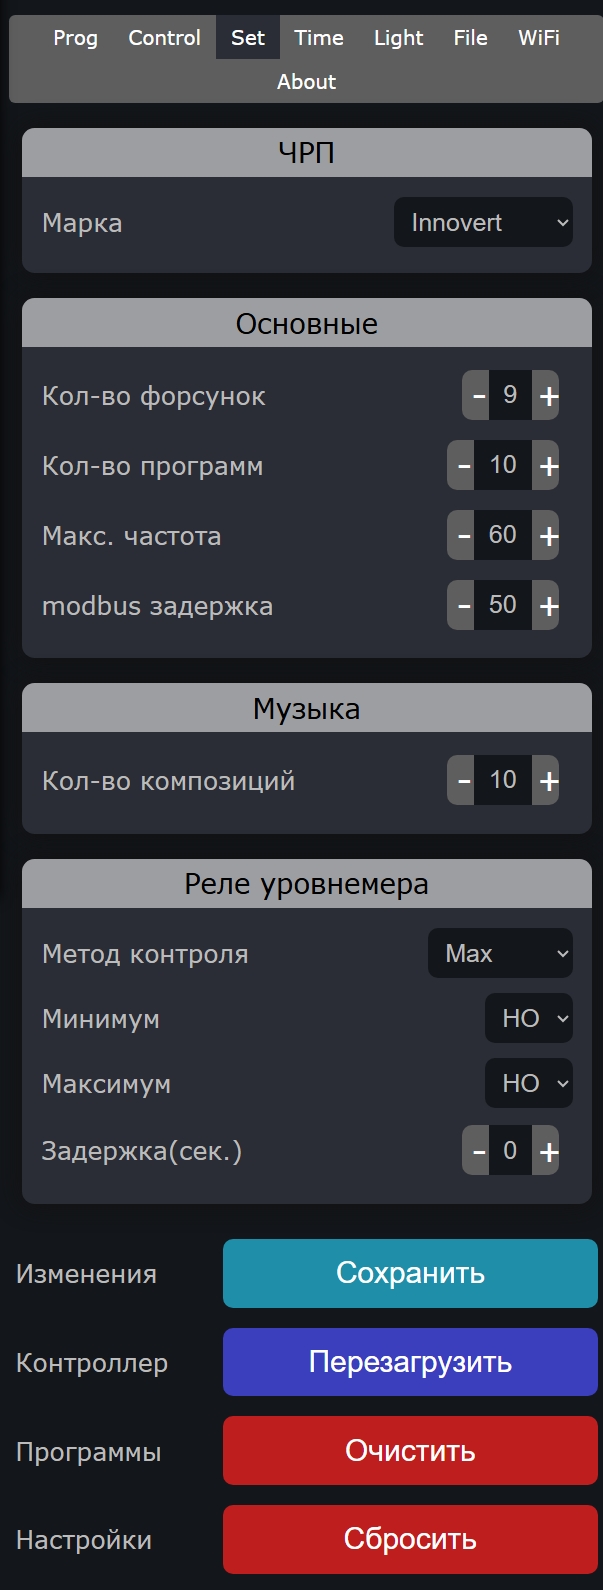 Prog Control Set Time Light File WiFi
About
ЧРП
Марка Innovert
Основные
Кол-во форсунок - 9 +
Кол-во программ - 10 +
Макс. частота - 60 +
modbus задержка - 50 +
Музыка
Кол-во композиций - 10 +
Реле уровнемера
Метод контроля Max
Минимум НО
Максимум НО
Задержка(сек.) - 0 +
Изменения Сохранить
Контроллер Перезагрузить
Программы Очистить
Настройки Сбросить